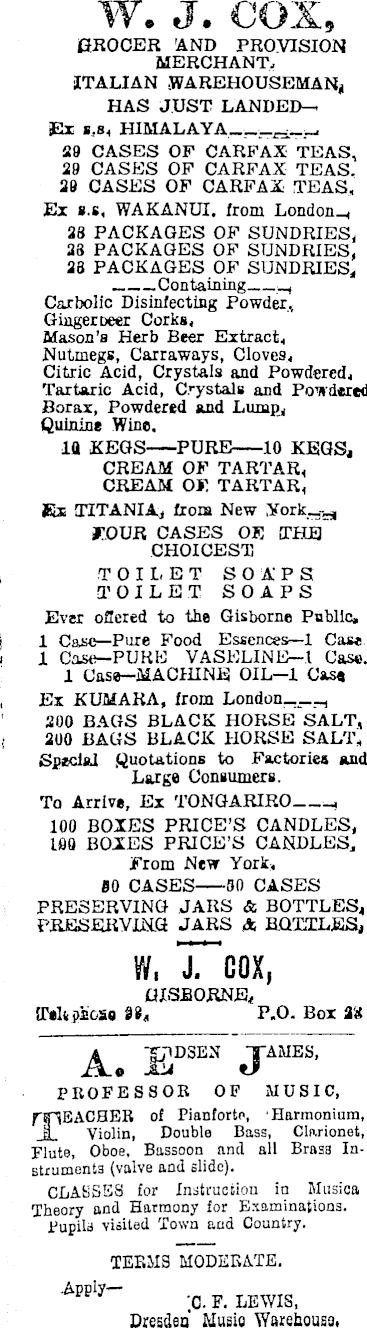 W. J. COX,
GROCER AND PROVISION
MERCHANT,
ITALIAN WAREHOUSEMAN,
HAS JUST LANDED—
Ex s.s. HIMALAYA
29 CASES OF CARFAX TEAS,
29 CASES OF CARFAX TEAS.
29 CASES OF CARFAX TEAS,
Ex s.s. WAKANUI, from London
28 PACKAGES OF SUNDRIES,
28 PACKAGES OF SUNDRIES,
28 PACKAGES OF SUNDRIES,
———Containing———
Carbolic Disinfecting Powder,
Gingerbeer Corks,
Mason's Herb Beer Extract,
Nutmegs, Carraways, Cloves,
Citric Acid, Crystals and Powdered,
Tartaric Acid, Crystals and Powdered
Borax, Powdered and Lump,
Quinine Wine.
10 KEGS—PURE—10 KEGS,
CREAM OF TARTAR,
CREAM OF TARTAR,
Ex TITANIA, from New York
FOUR CASES OF THE
CHOICEST
TOILET SOAPS
TOILET SOAPS
Ever offered to the Gisborne Public.
1 Case—Pure Food Essences—1 Case
1 Case—PURE VASELINE—1 Case.
1 Case—MACHINE OIL—1 Case
Ex KUMARA, from London
200 BAGS BLACK HORSE SALT,
200 BAGS BLACK HORSE SALT,
Special Quotations to Factories and
Large Consumers.
To Arrive, Ex TONGARIRO
100 BOXES PRICE'S CANDLES,
100 BOXES PRICE'S CANDLES,
From New York,
50 CASES—50 CASES
PRESERVING JARS & BOTTLES,
PRESERVING JARS & BOTTLES,
W. J. COX,
GISBORNE,
Telephone 39, P.O. Box 28
A. EDSEN JAMES,
PROFESSOR OF MUSIC,
TEACHER of Pianforte, Harmonium,
Violin, Double Bass, Clarionet,
Flute, Oboe, Bassoon and all Brass In-
struments (valve and slide).
CLASSES for Instruction in Musica
Theory and Harmony for Examinations.
Pupils visited Town and Country.
TERMS MODERATE.
Apply—
C. F. LEWIS,
Dresden Music Warehouse,